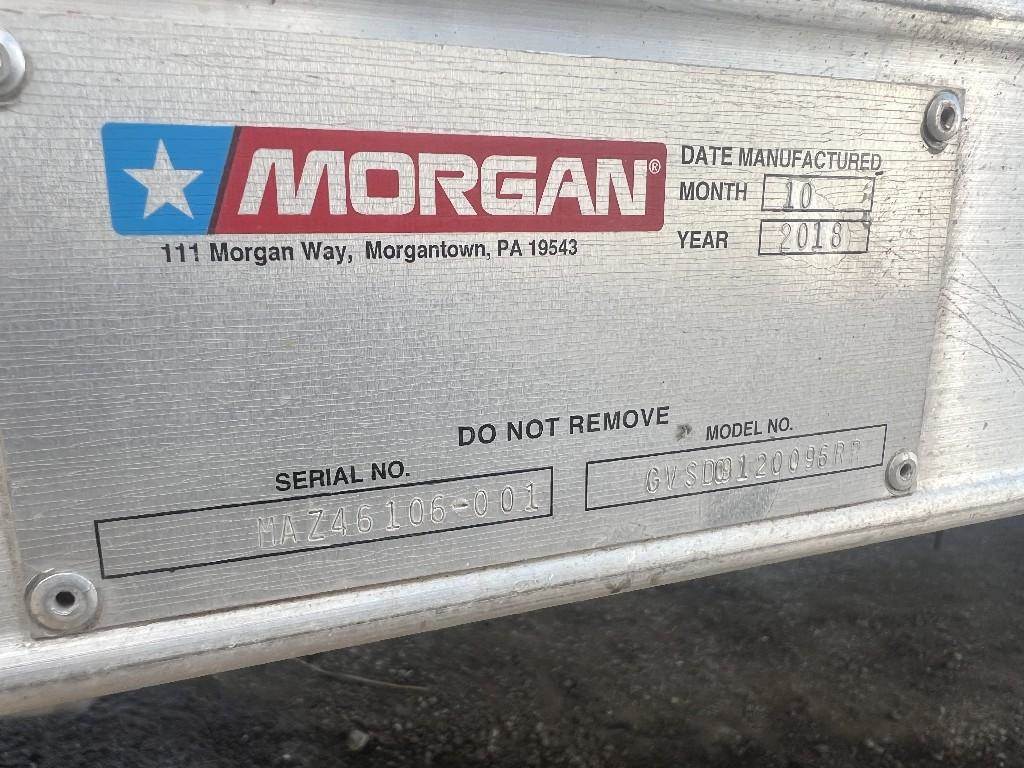 MORGAN®
111 Morgan Way, Morgantown, PA 19543
DATE MANUFACTURED
MONTH 10
YEAR 2018
DO NOT REMOVE
SERIAL NO.
MAZ46106-001
MODEL NO.